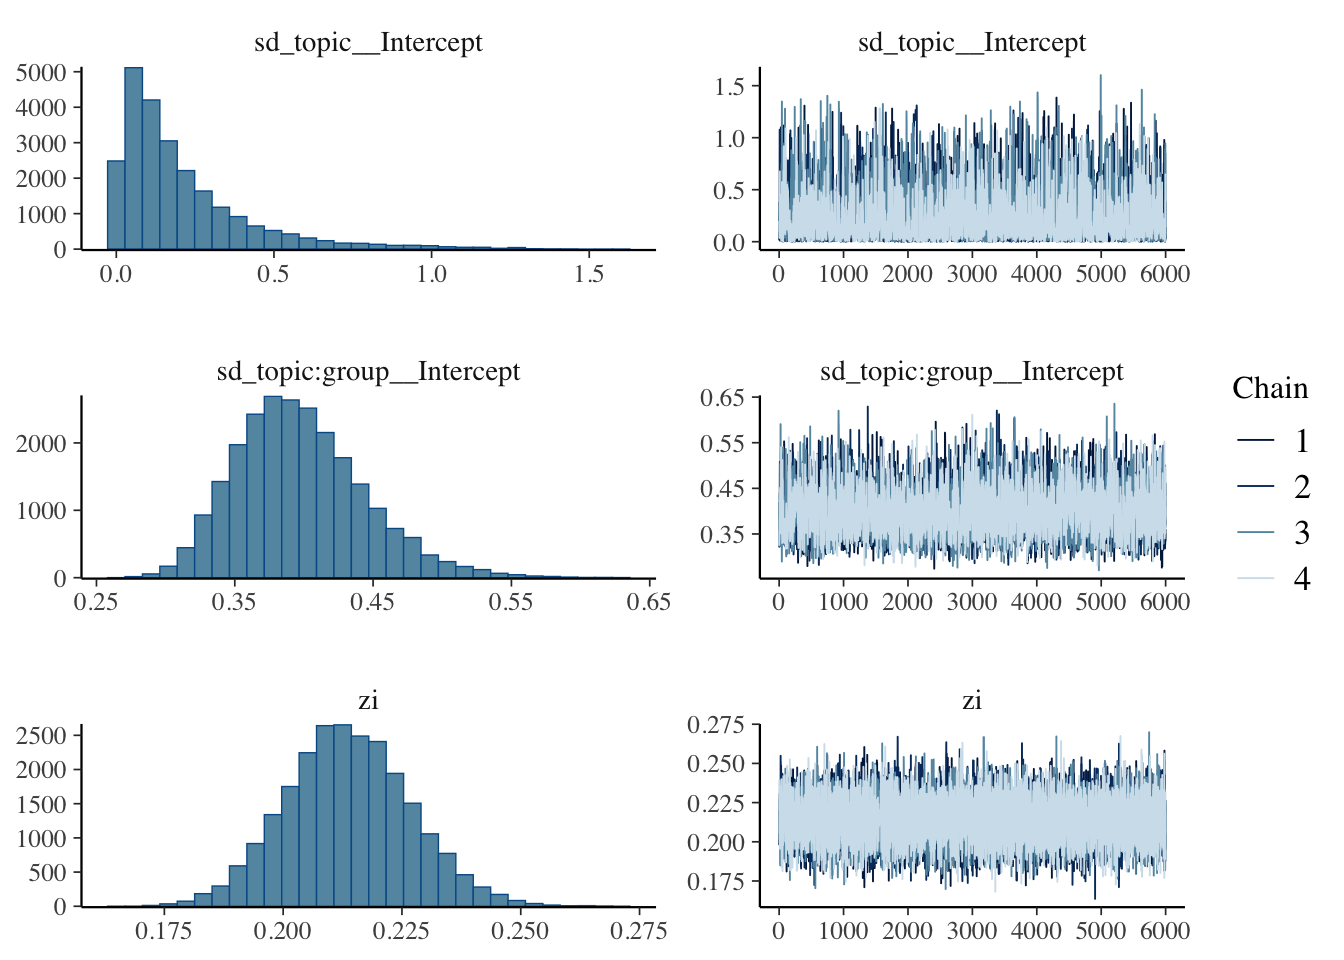 sd_topic__Intercept
5000
4000
3000
2000
1000
0
0.0 0.5 1.0 1.5
sd_topic__Intercept
1.5
1.0
0.5
0.0
0 1000 2000 3000 4000 5000 6000
sd_topic:group__Intercept
2000
1000
0
0.25 0.35 0.45 0.55 0.65
sd_topic:group__Intercept
0.65
0.55
0.45
0.35
0 1000 2000 3000 4000 5000 6000
Chain
1
2
3
4
zi
2500
2000
1500
1000
500
0
0.175 0.200 0.225 0.250 0.275
zi
0.275
0.250
0.225
0.200
0.175
0 1000 2000 3000 4000 5000 6000